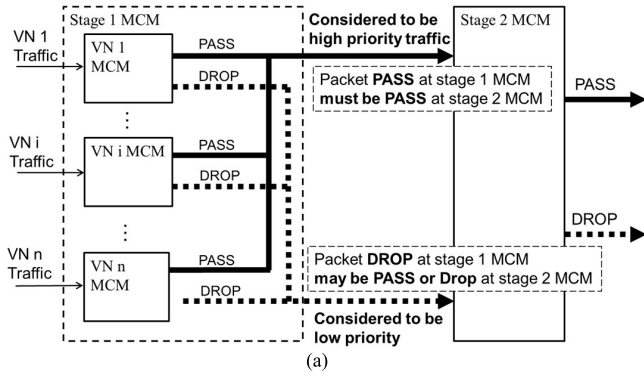 Stage 1 MCM
VN 1
Traffic
VN 1
MCM
PASS
DROP
⋮
VN i
Traffic
VN i MCM
PASS
DROP
⋮
VN n
Traffic
VN n
MCM
PASS
DROP
Considered to be
high priority traffic
Packet PASS at stage 1 MCM
must be PASS at stage 2 MCM
Packet DROP at stage 1 MCM
may be PASS or Drop at stage 2 MCM
Considered to be
low priority
Stage 2 MCM
PASS
DROP
(a)